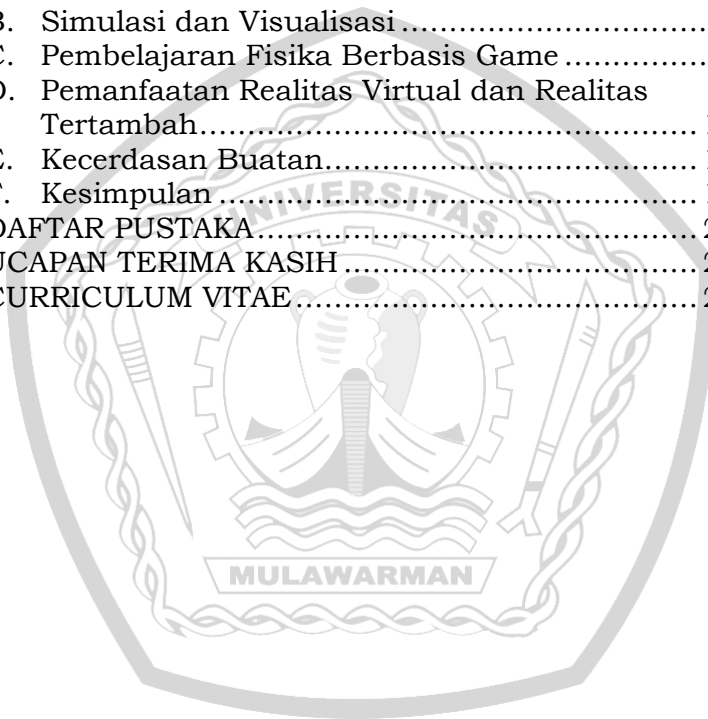 B. Simulasi dan Visualisasi ................................
C. Pembelajaran Fisika Berbasis Game ...............
D. Pemanfaatan Realitas Virtual dan Realitas
Tertambah..................................................
E. Kecerdasan Buatan.....................................
F. Kesimpulan ................................................
DAFTAR PUSTAKA............................................
UCAPAN TERIMA KASIH ...................................
CURRICULUM VITAE ........................................
UNIVERSITAS
MULAWARMAN